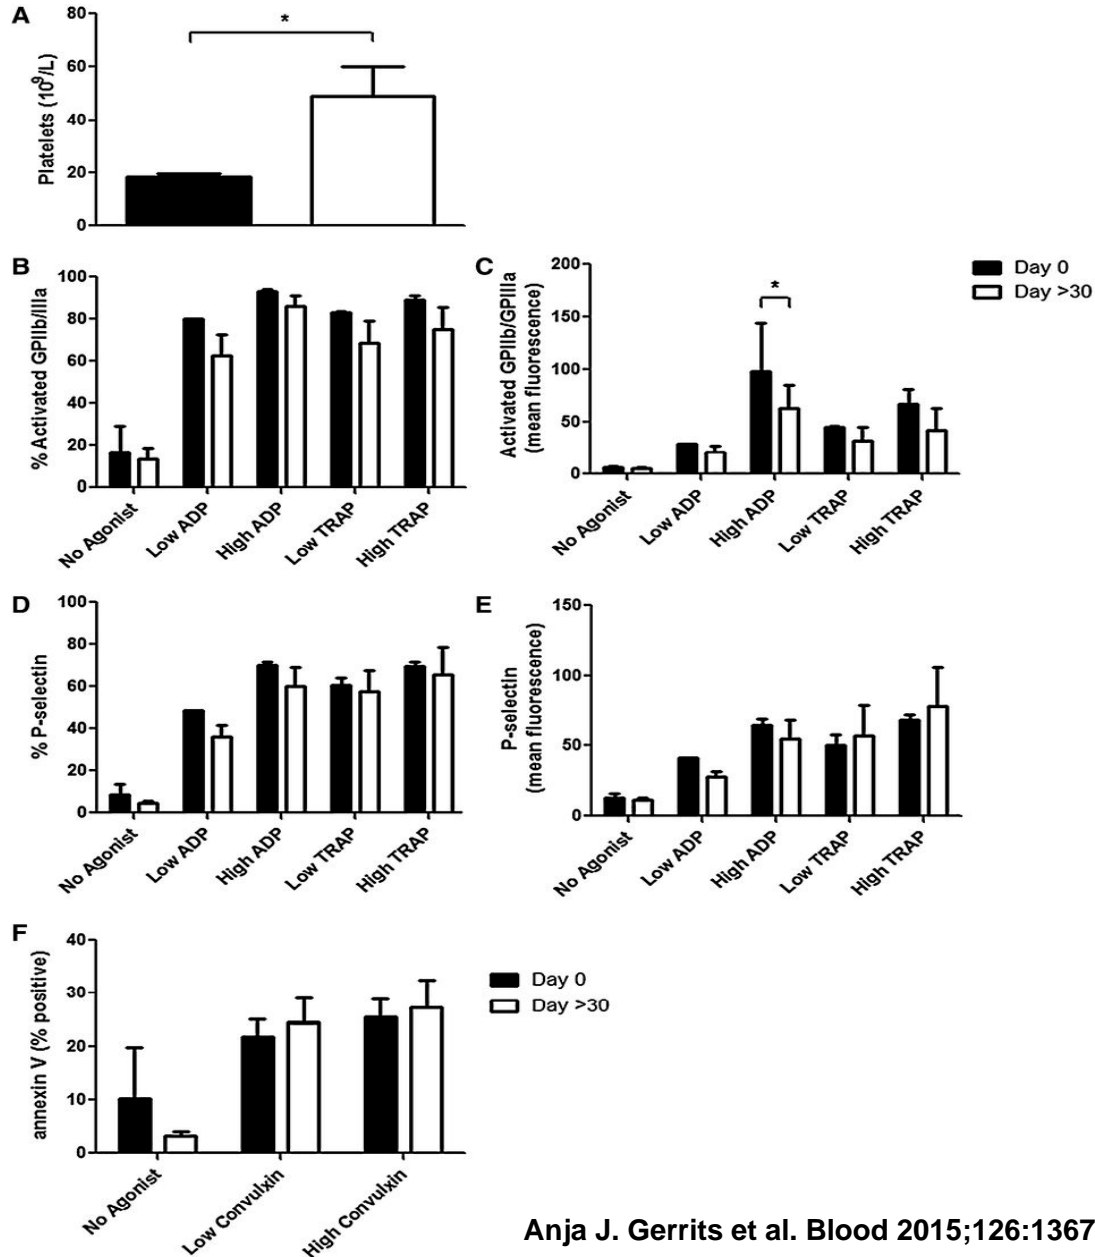 A
80
60
40
20
0
Platelets (10⁹/L)
*
B
100
80
60
40
20
0
% Activated GPIIb/IIIa
No Agonist
Low ADP
High ADP
Low TRAP
High TRAP
C
200
150
100
50
0
Activated GPIIb/GPIIIa
(mean fluorescence)
*
No Agonist
Low ADP
High ADP
Low TRAP
High TRAP
Day 0
Day >30
D
100
80
60
40
20
0
% P-selectin
No Agonist
Low ADP
High ADP
Low TRAP
High TRAP
E
150
100
50
0
P-selectin
(mean fluorescence)
No Agonist
Low ADP
High ADP
Low TRAP
High TRAP
F
40
30
20
10
0
annexin V (% positive)
No Agonist
Low Convulxin
High Convulxin
Day 0
Day >30
Anja J. Gerrits et al. Blood 2015;126:1367